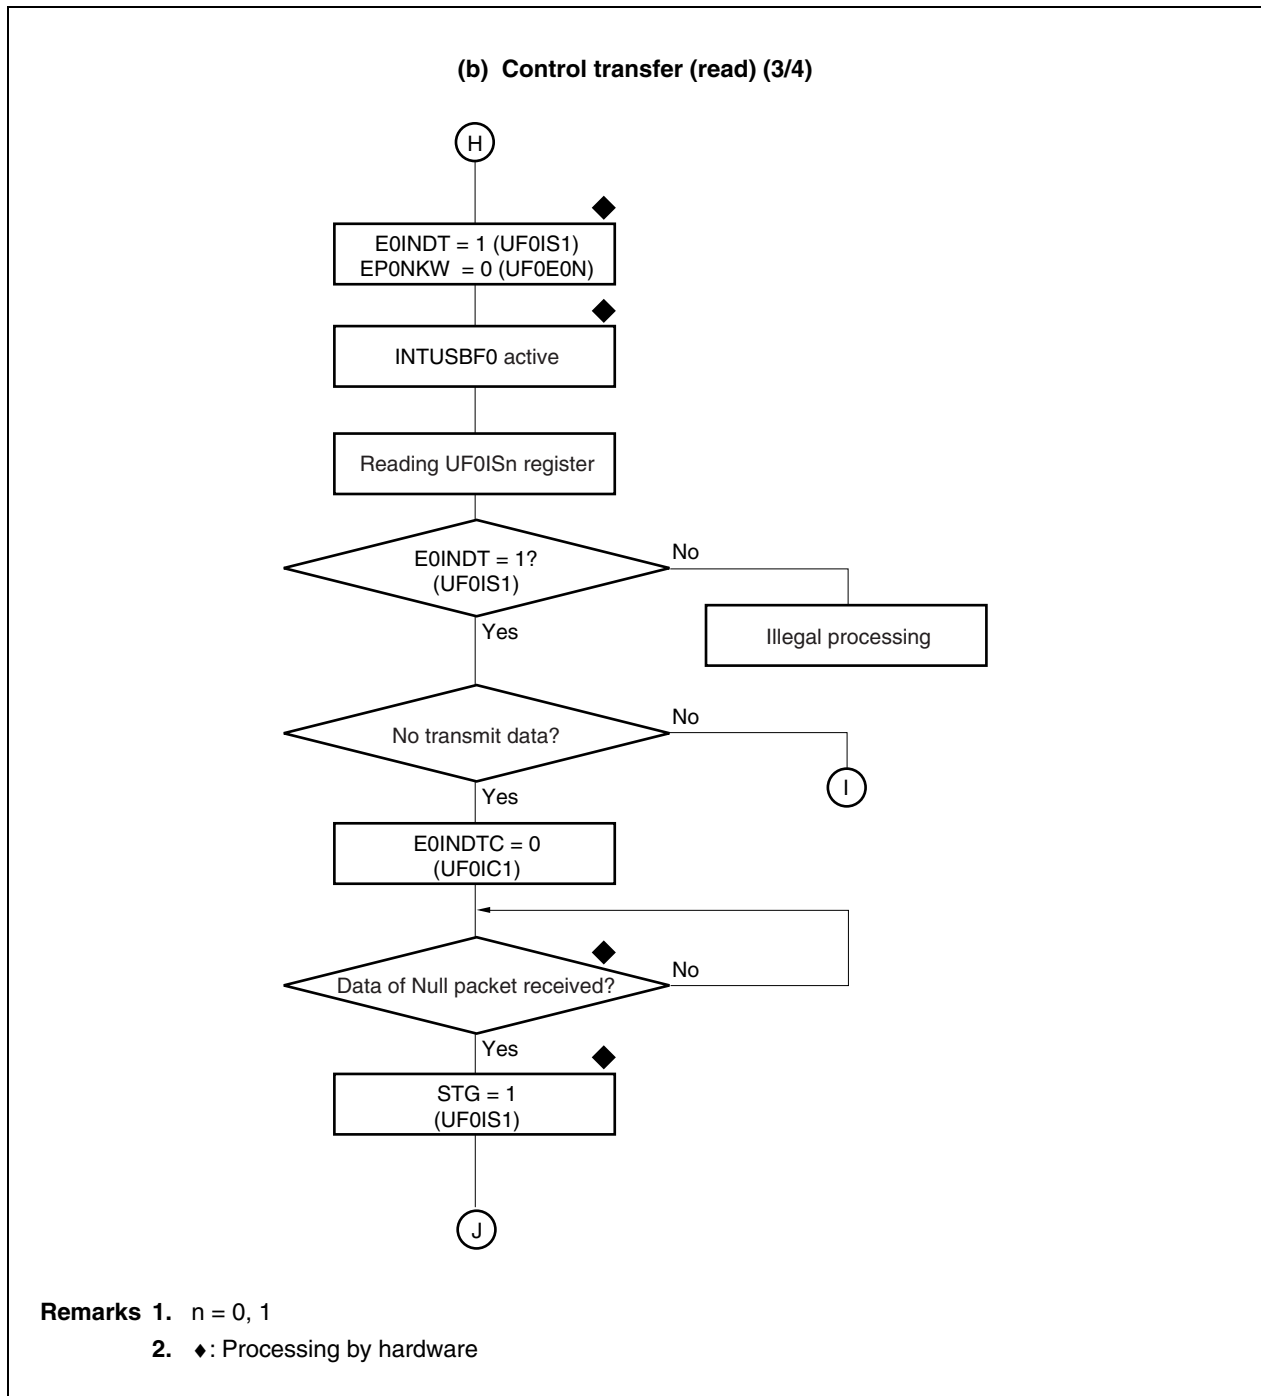 (b) Control transfer (read) (3/4)
H
E0INDT = 1 (UF0IS1)
EP0NKW = 0 (UF0E0N)
INTUSBF0 active
Reading UF0ISn register
E0INDT = 1?
(UF0IS1)
No
Illegal processing
Yes
No transmit data?
No
I
Yes
E0INDTC = 0
(UF0IC1)
Data of Null packet received?
No
Yes
STG = 1
(UF0IS1)
J
Remarks 1. n = 0, 1
2. ♦: Processing by hardware